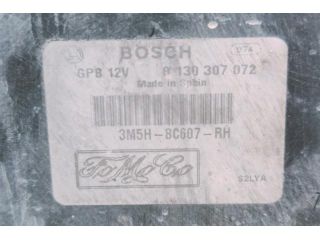 BOSCH
GPB 12V 0 130 307 072
Made in Spain
3M5H-8C607-RH
FoMoCo
S2LYA